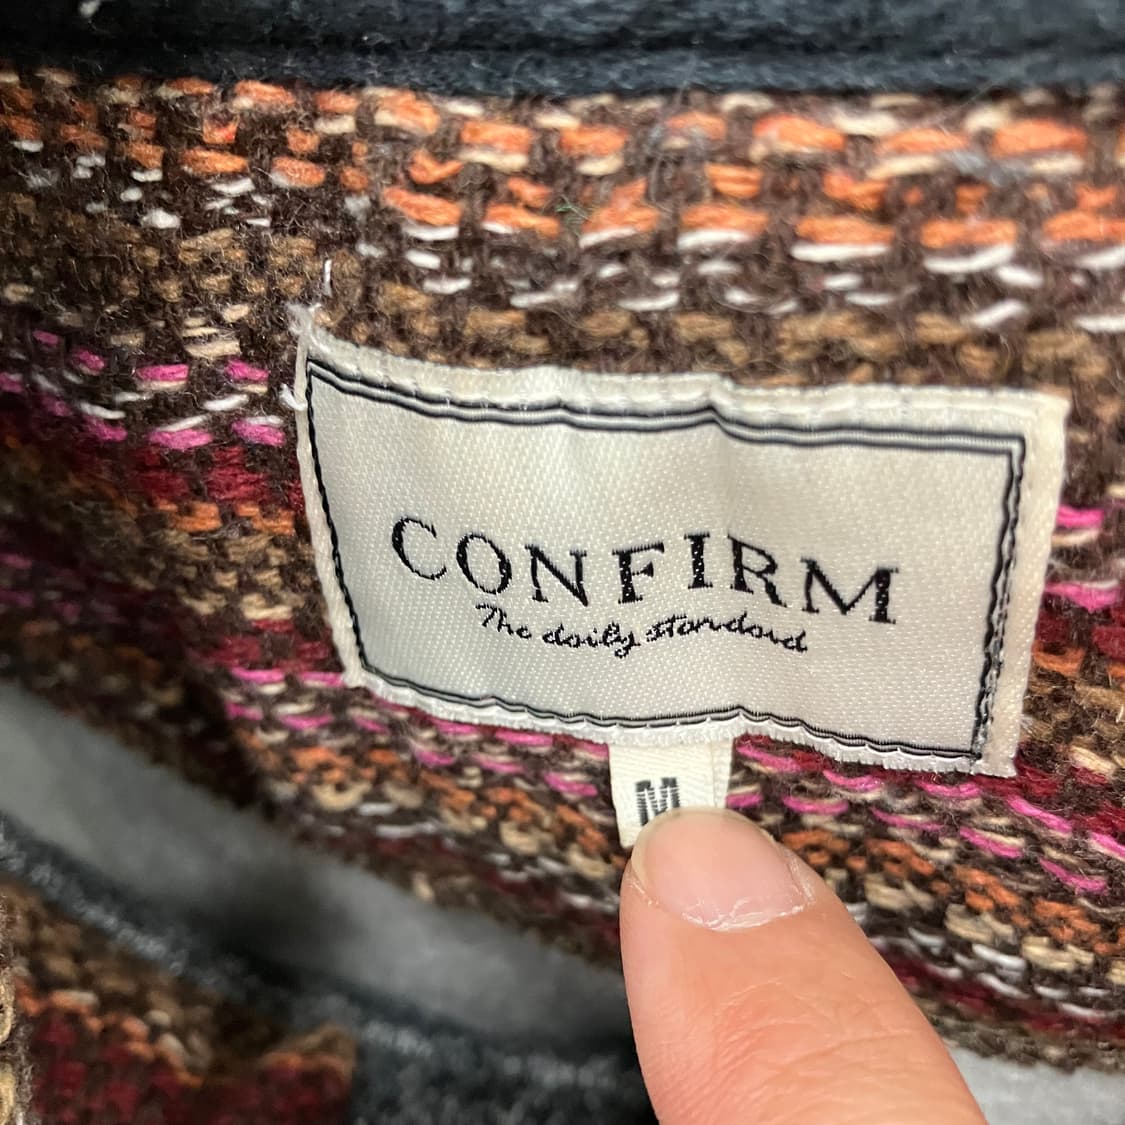 CONFIRM
The daily standard
M